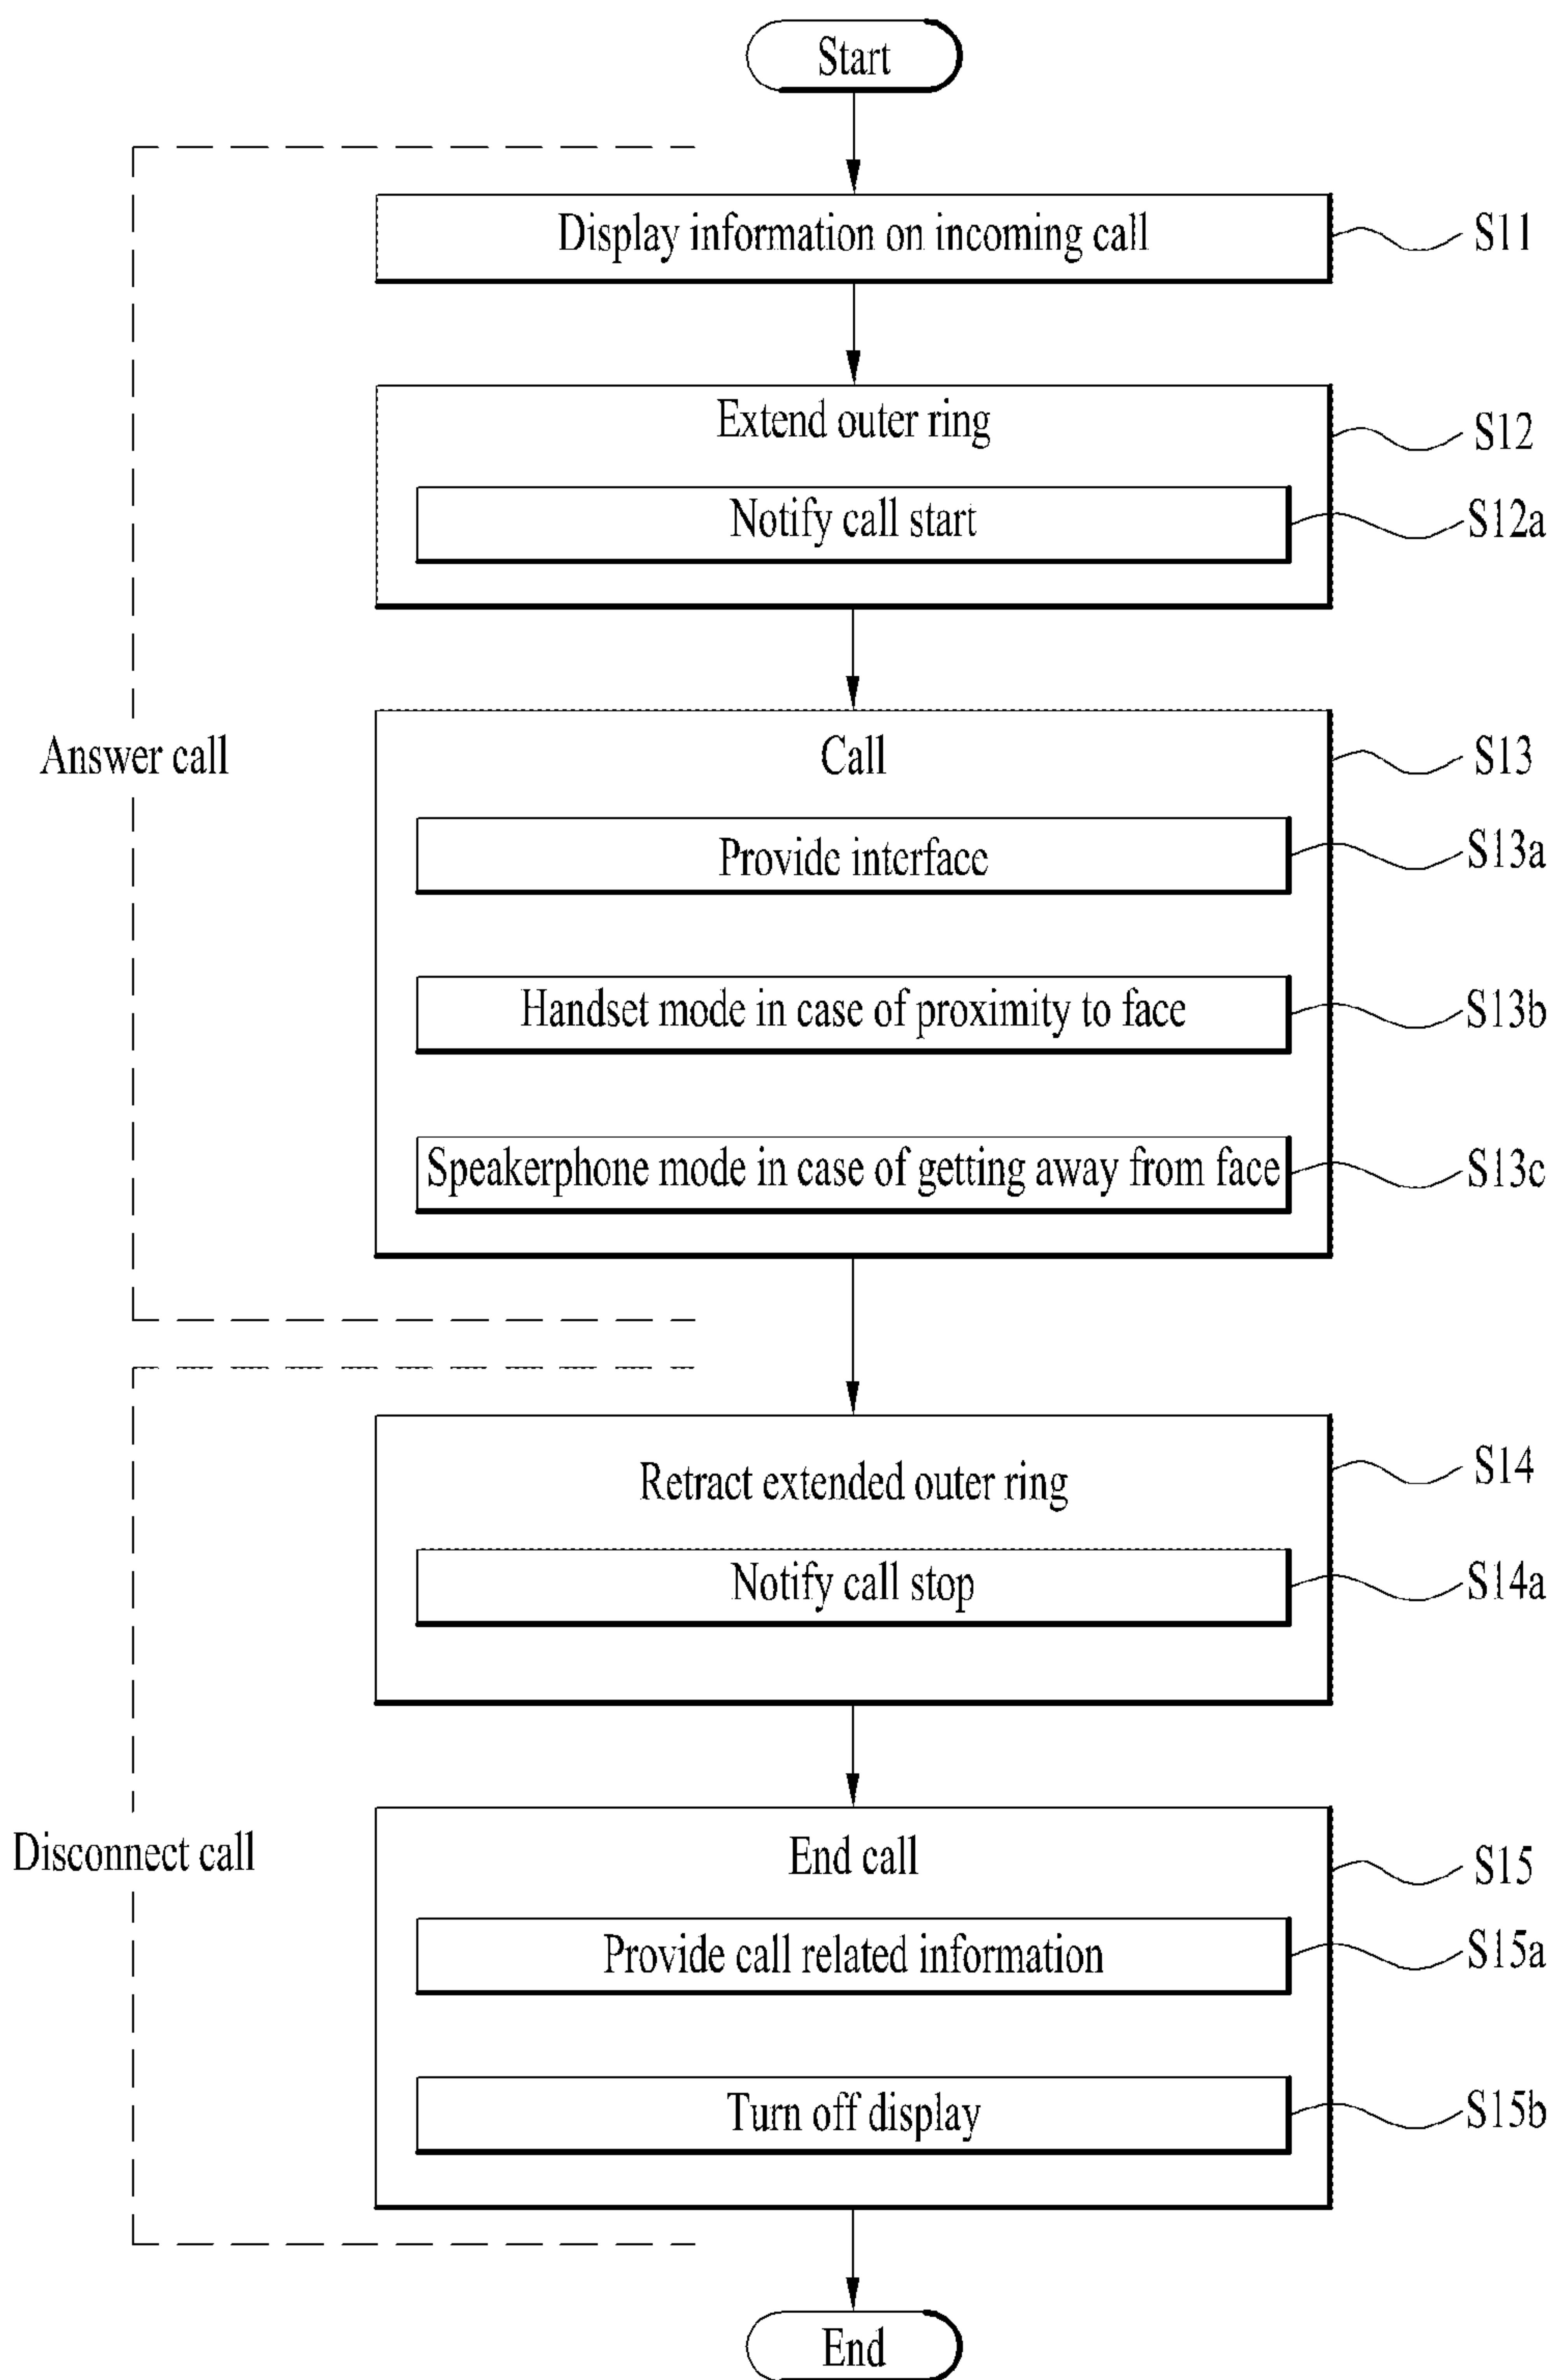 Start
Display information on incoming call
S11
Extend outer ring
S12
Notify call start
S12a
Answer call
Call
S13
Provide interface
S13a
Handset mode in case of proximity to face
S13b
Speakerphone mode in case of getting away from face
S13c
Retract extended outer ring
S14
Notify call stop
S14a
Disconnect call
End call
S15
Provide call related information
S15a
Turn off display
S15b
End